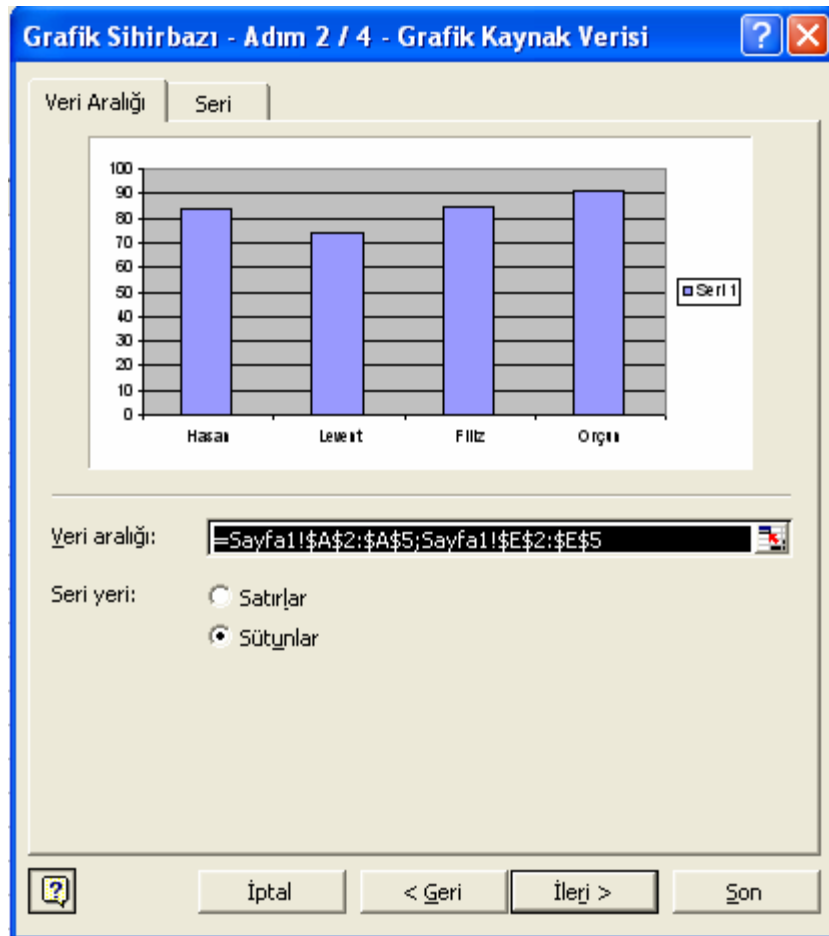 Grafik Sihirbazı - Adım 2 / 4 - Grafik Kaynak Verisi
Veri Aralığı
Seri
100
90
80
70
60
50
40
30
20
10
0
Hasan
Levent
Filiz
Orçun
Seri 1
Veri aralığı:
=Sayfa1!$A$2:$A$5;Sayfa1!$E$2:$E$5
Seri yeri:
Satırlar
Sütunlar
İptal
< Geri
İleri >
Son